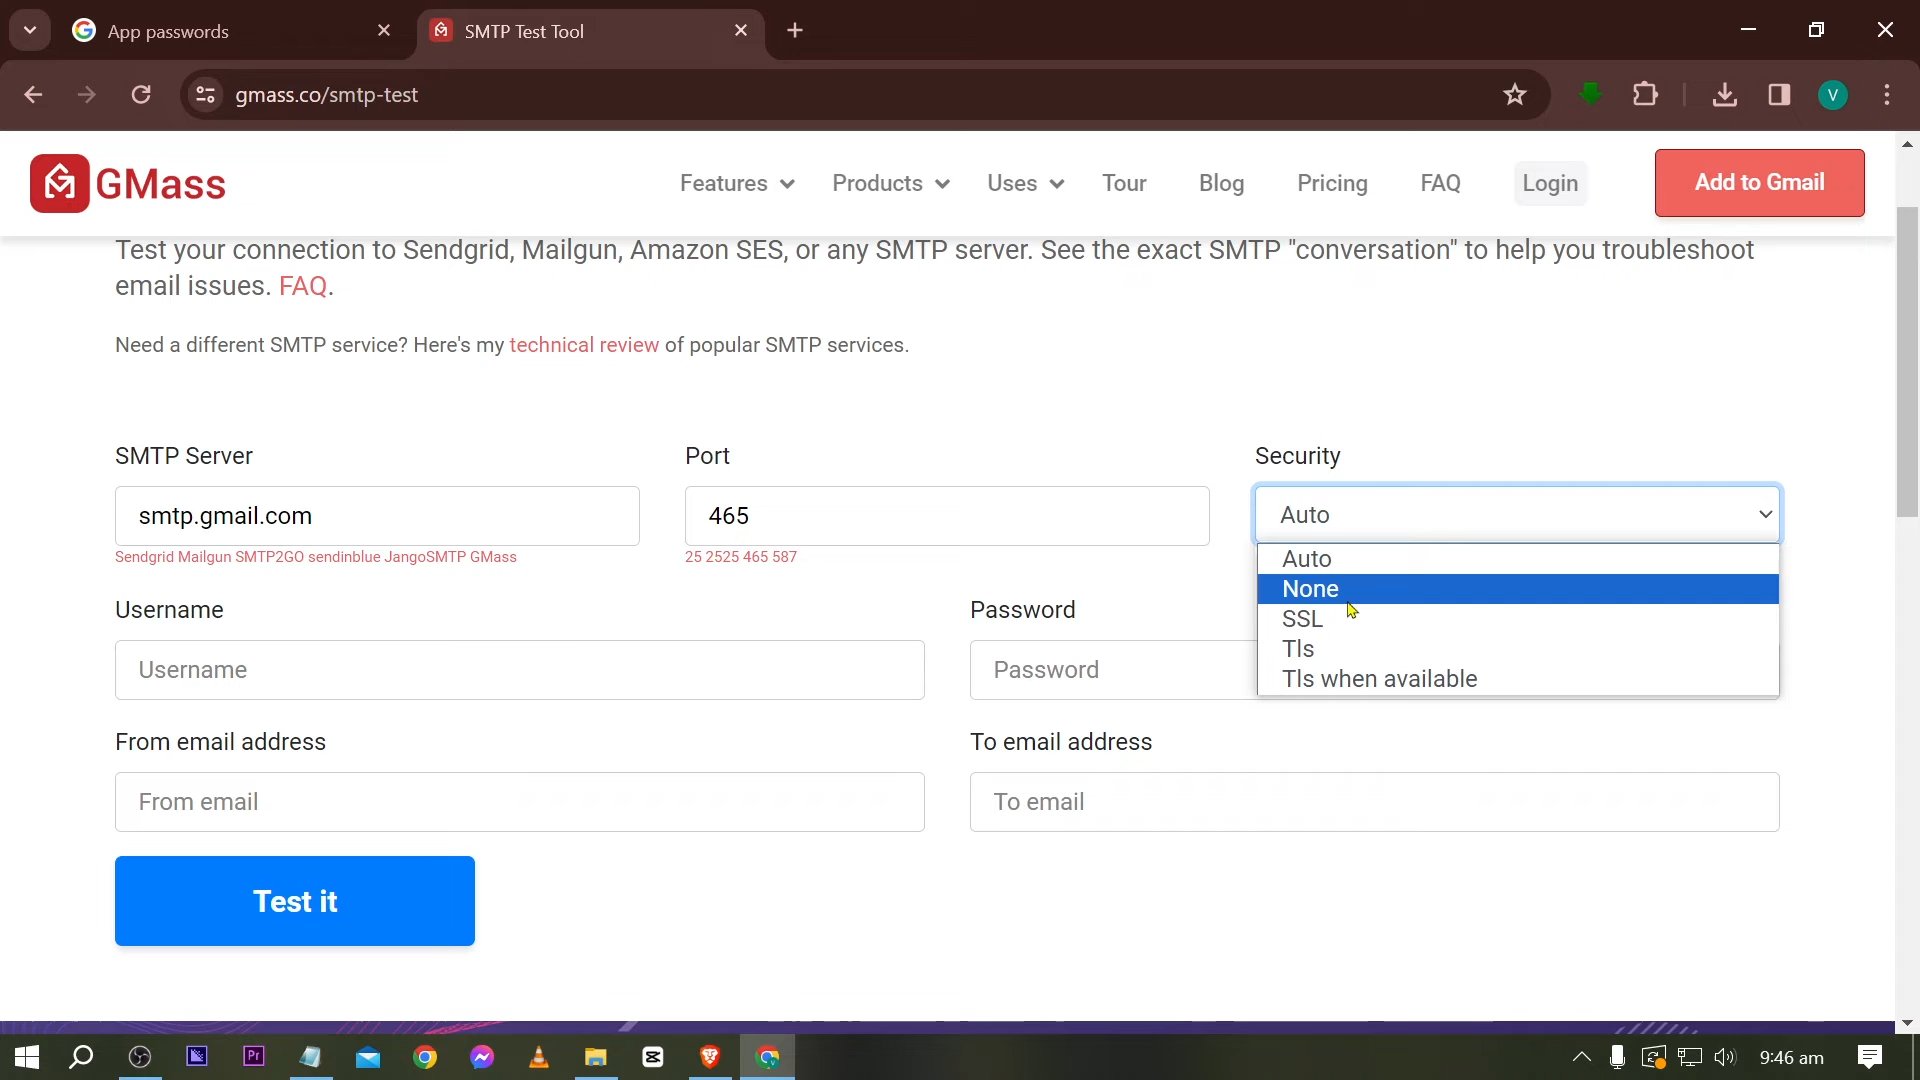 App passwords
SMTP Test Tool
gmass.co/smtp-test
V
GMass
Features
Products
Uses
Tour
Blog
Pricing
FAQ
Login
Add to Gmail
Test your connection to Sendgrid, Mailgun, Amazon SES, or any SMTP server. See the exact SMTP "conversation" to help you troubleshoot
email issues. FAQ.
Need a different SMTP service? Here's my technical review of popular SMTP services.
SMTP Server
Port
Security
smtp.gmail.com
465
Auto
Sendgrid Mailgun SMTP2GO sendinblue JangoSMTP GMass
25 2525 465 587
Auto
None
SSL
Tls
Tls when available
Username
Password
Username
Password
From email address
To email address
From email
To email
Test it
Pr
9:46 am